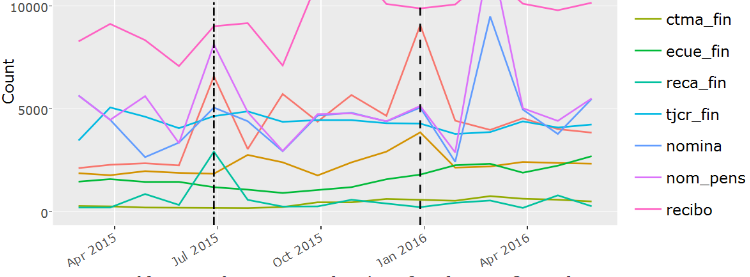 10000
5000
0
Count
Apr 2015
Jul 2015
Oct 2015
Jan 2016
Apr 2016
ctma_fin
ecue_fin
reca_fin
tjcr_fin
nomina
nom_pens
recibo